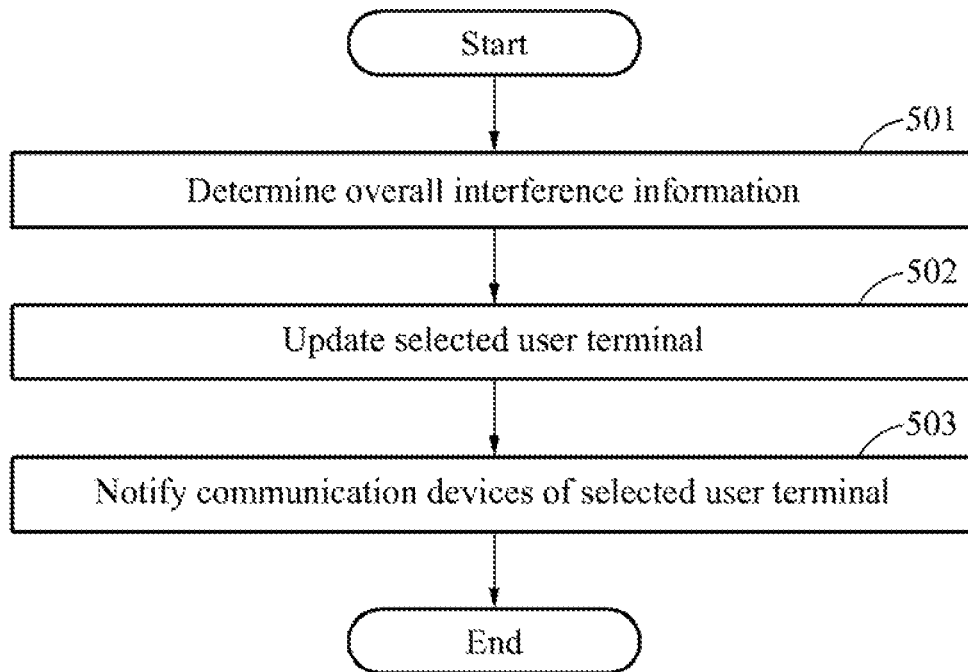 Start
501
Determine overall interference information
502
Update selected user terminal
503
Notify communication devices of selected user terminal
End